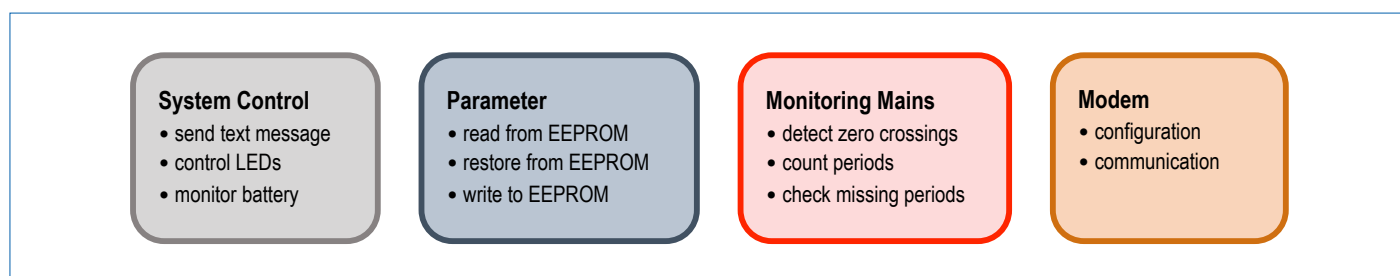 System Control
• send text message
• control LEDs
• monitor battery
Parameter
• read from EEPROM
• restore from EEPROM
• write to EEPROM
Monitoring Mains
• detect zero crossings
• count periods
• check missing periods
Modem
• configuration
• communication